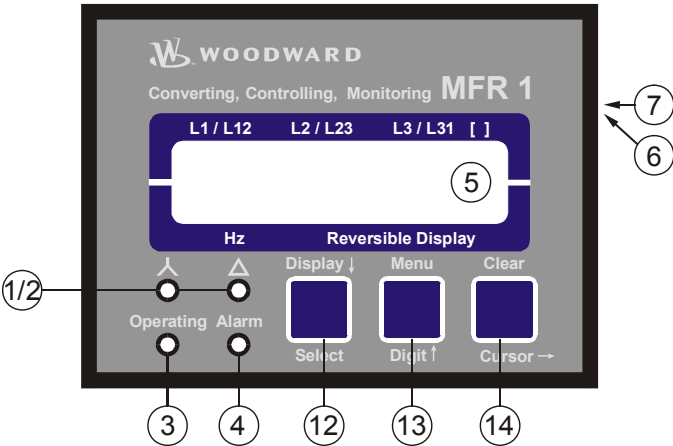 WOODWARD
Converting, Controlling, Monitoring MFR 1
7
L1 / L12 L2 / L23 L3 / L31 [ ]
6
5
Hz Reversible Display
Display ↓ Menu Clear
1/2
Operating Alarm
Select Digit ↑ Cursor →
3 4 12 13 14